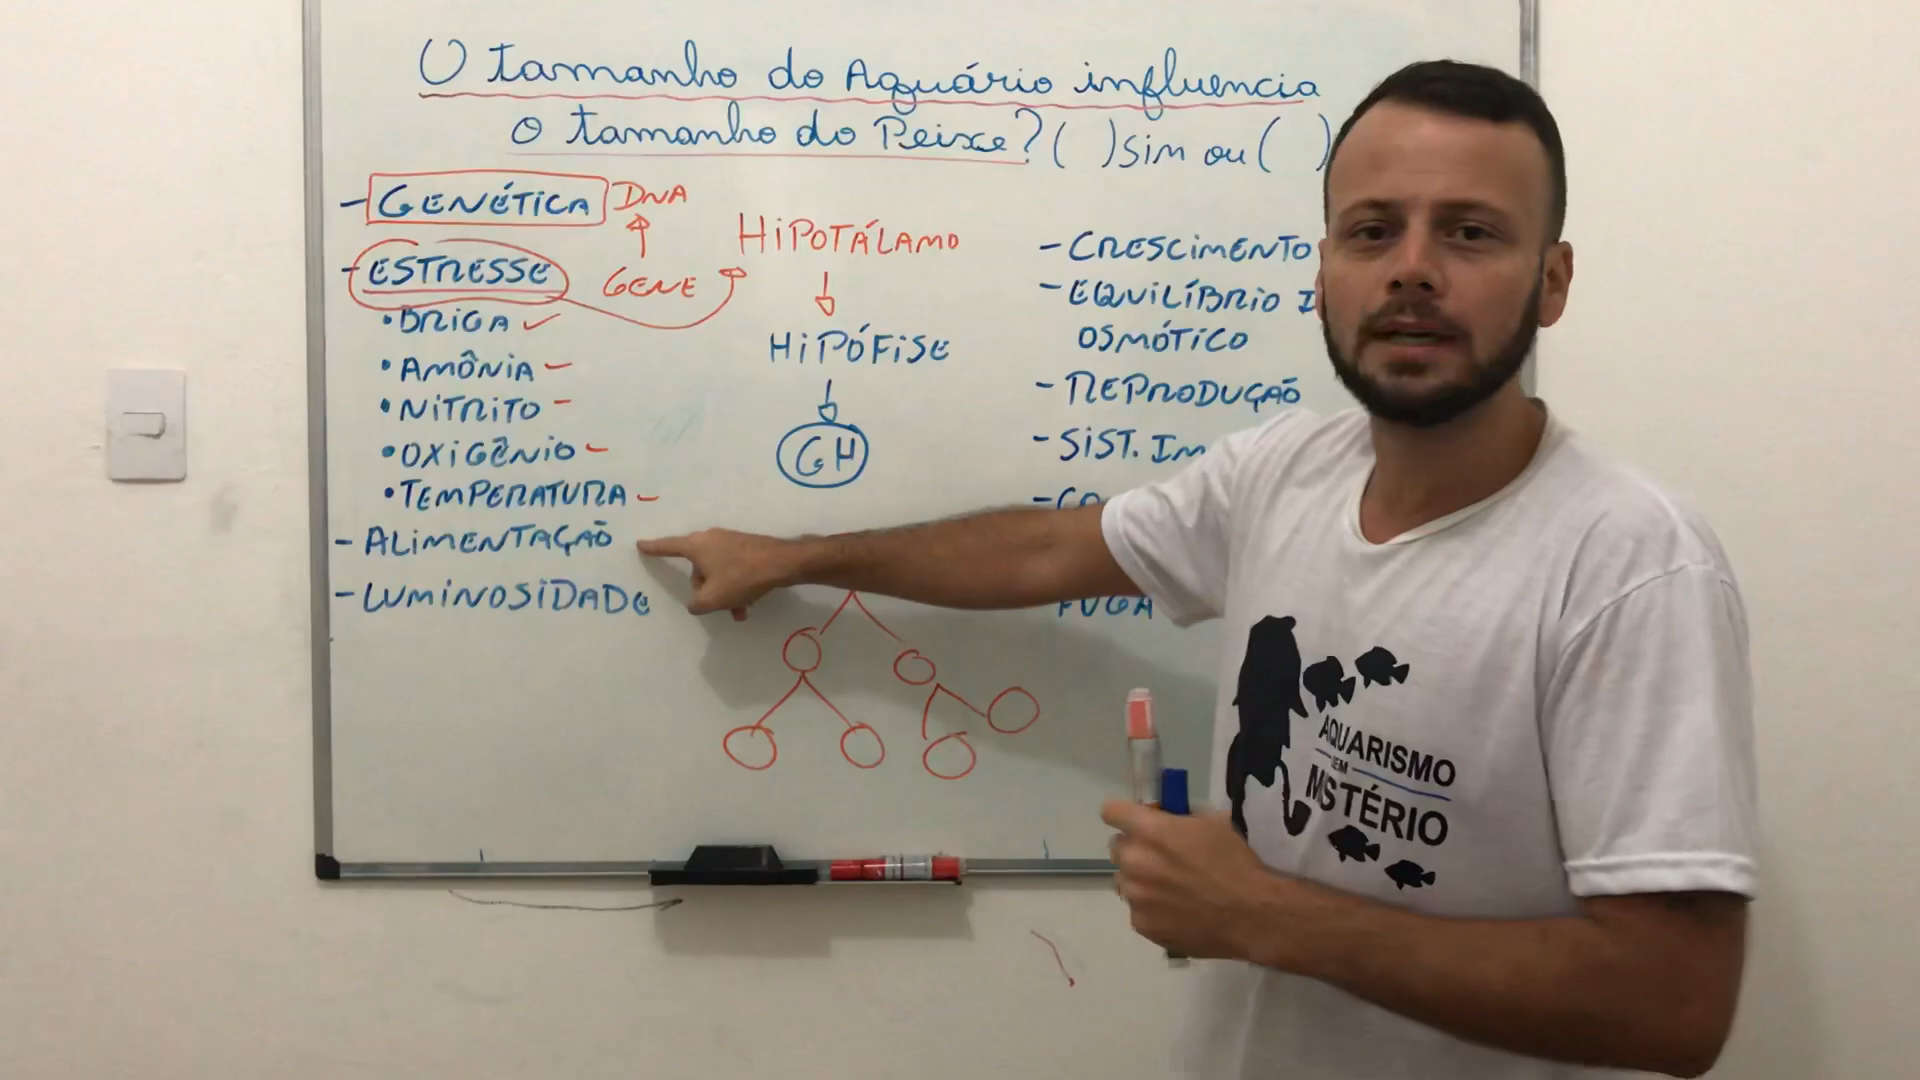 O tamanho do Aquário influencia
o tamanho do Peixe? ( ) Sim ou ( )
- GENÉTICA DNA
GENE
- ESTRESSE
• BRIGA
• AMÔNIA
• NITRITO
• OXIGÊNIO
• TEMPERATURA
- ALIMENTAÇÃO
- LUMINOSIDADE
HIPOTÁLAMO
HIPÓFISE
GH
- CRESCIMENTO
- EQUILÍBRIO
OSMÓTICO
- REPRODUÇÃO
- SIST.
FUGA
AQUARISMO
SEM
MISTÉRIO